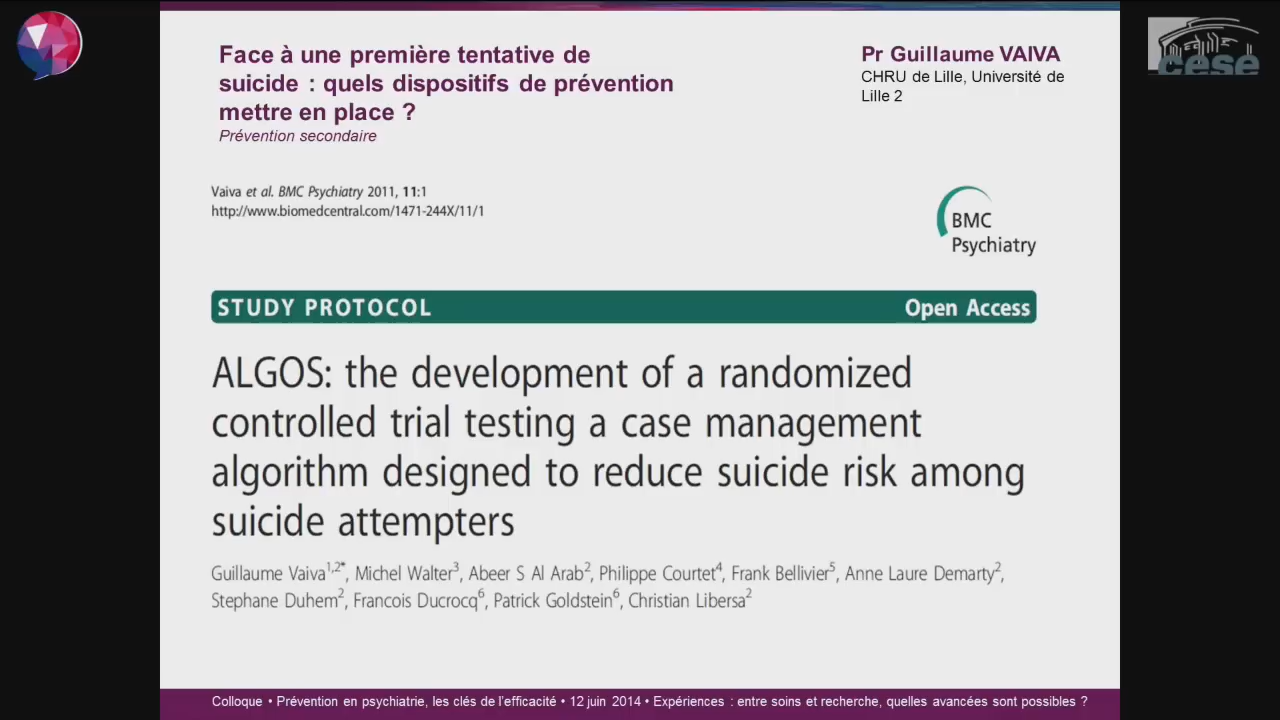 Face à une première tentative de
suicide : quels dispositifs de prévention
mettre en place ?
Prévention secondaire
Pr Guillaume VAIVA
CHRU de Lille, Université de
Lille 2
cese
Vaiva et al. BMC Psychiatry 2011, 11:1
http://www.biomedcentral.com/1471-244X/11/1
BMC
Psychiatry
STUDY PROTOCOL
Open Access
ALGOS: the development of a randomized
controlled trial testing a case management
algorithm designed to reduce suicide risk among
suicide attempters
Guillaume Vaiva1,2*, Michel Walter3, Abeer S Al Arab2, Philippe Courtet4, Frank Bellivier5, Anne Laure Demarty2,
Stephane Duhem2, Francois Ducrocq6, Patrick Goldstein6, Christian Libersa2
Colloque • Prévention en psychiatrie, les clés de l'efficacité • 12 juin 2014 • Expériences : entre soins et recherche, quelles avancées sont possibles ?